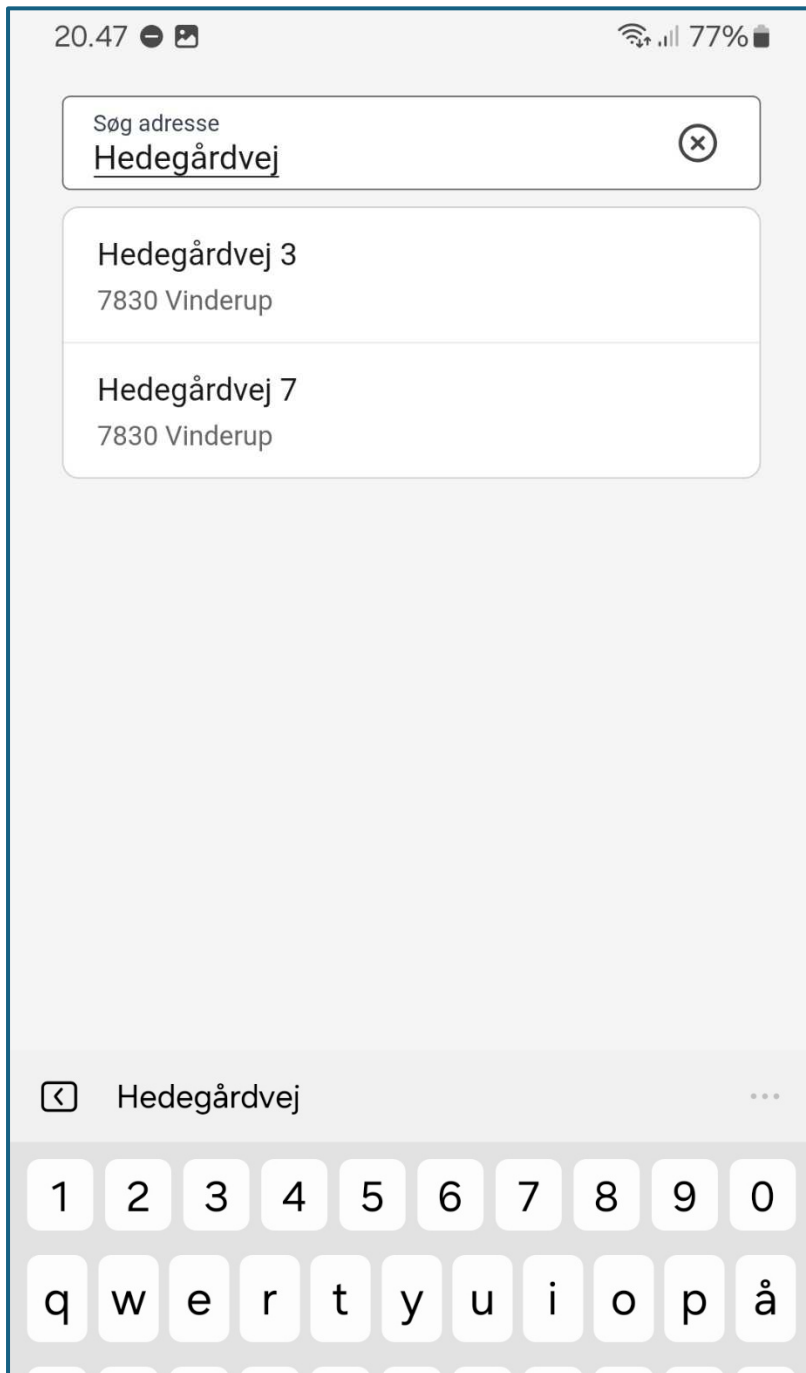 20.47 77%
Søg adresse
Hedegårdvej
Hedegårdvej 3
7830 Vinderup
Hedegårdvej 7
7830 Vinderup
Hedegårdvej
1 2 3 4 5 6 7 8 9 0
q w e r t y u i o p å